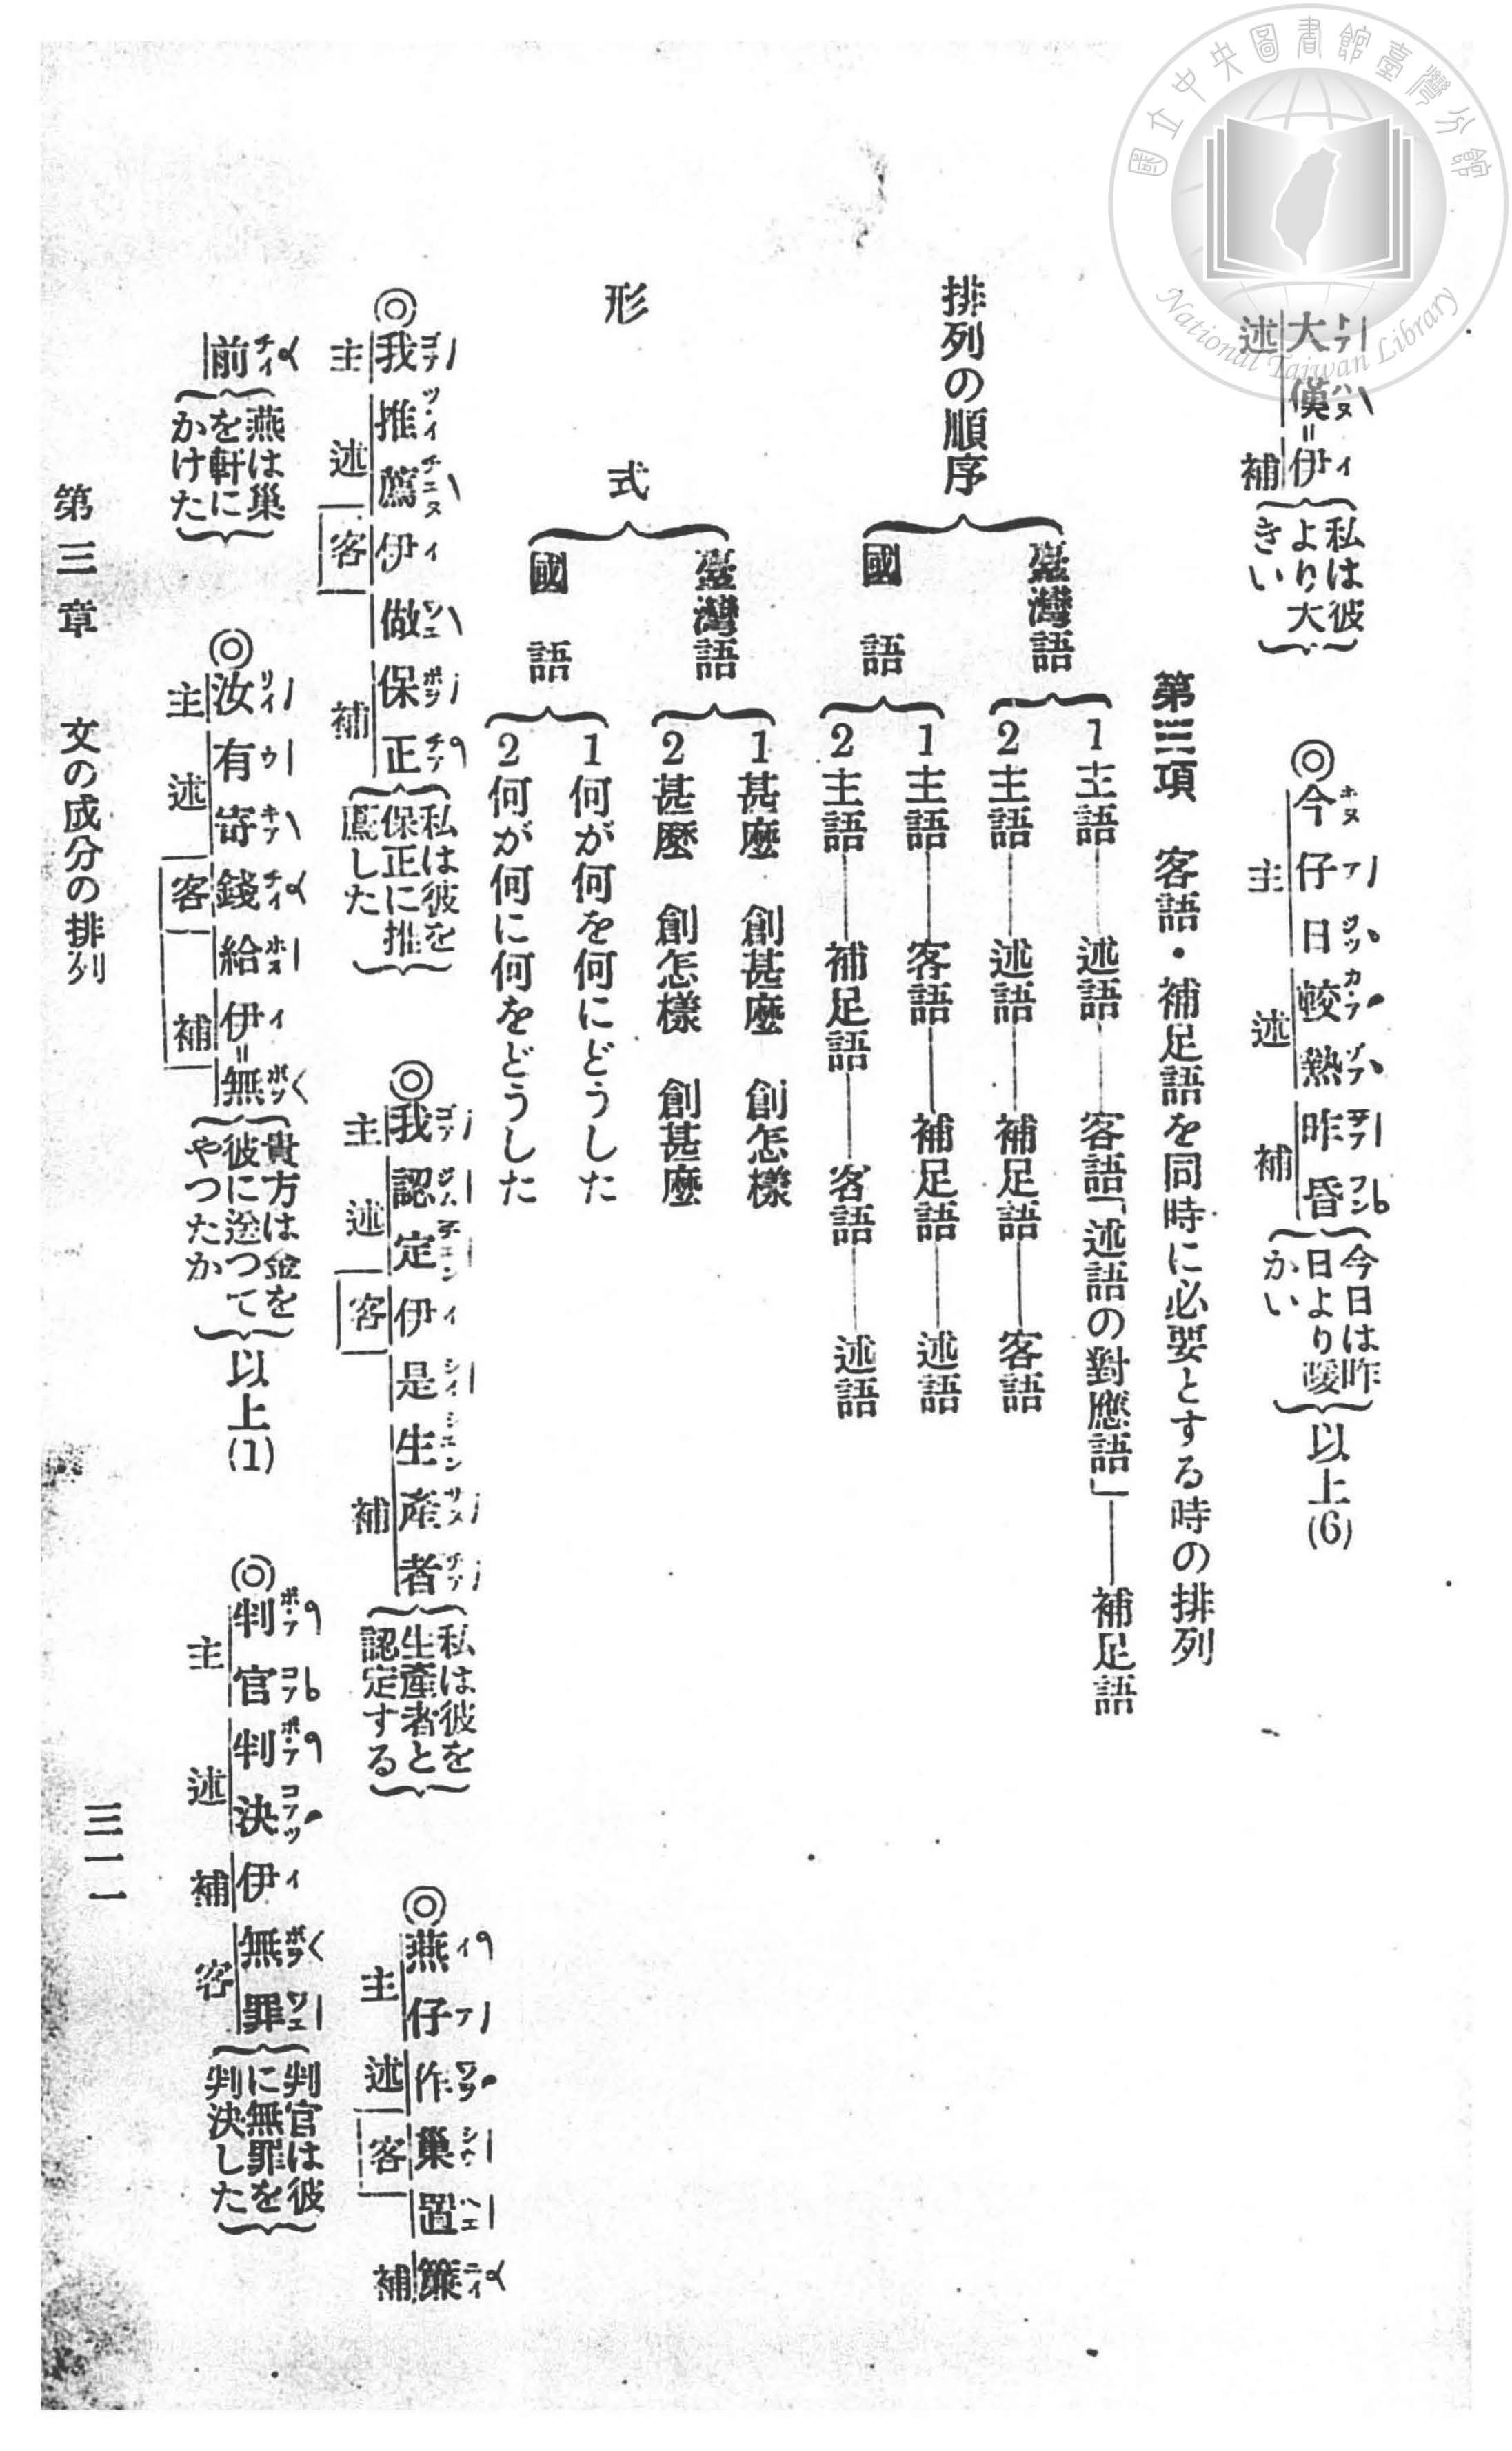 國立中央圖書館臺灣分館
National Taiwan Library
大漢=伊
述 補
私は彼
より大
きい
◎今仔日較熱昨昏
主 述 補
今日は昨
日より暖
かい
以上(6)
第三項 客語・補足語を同時に必要とする時の排列
排列の順序
臺灣語
1 主語——述語——客語「述語の對應語」——補足語
2 主語——述語——補足語——客語
國語
1 主語——客語——補足語——述語
2 主語——補足語——客語——述語
形式
臺灣語
1 甚麼 創甚麼 創怎樣
2 甚麼 創怎樣 創甚麼
國語
1 何が何を何にどうした
2 何が何に何をどうした
◎我推薦伊做保正
主 述 客 補
私は彼を
保正に推
薦した
◎我認定伊是生產者
主 述 客 補
私は彼を
生產者と
認定する
◎燕仔作巢置簾
主 述 客 補
前
燕は巢
を軒に
かけた
◎汝有寄錢給伊=無
主 述 客 補
貴方は金を
彼に送つて
やつたか
以上(1)
◎判官判決伊無罪
主 述 補 客
判官は彼
に無罪を
判決した
第三章 文の成分の排列
三一一